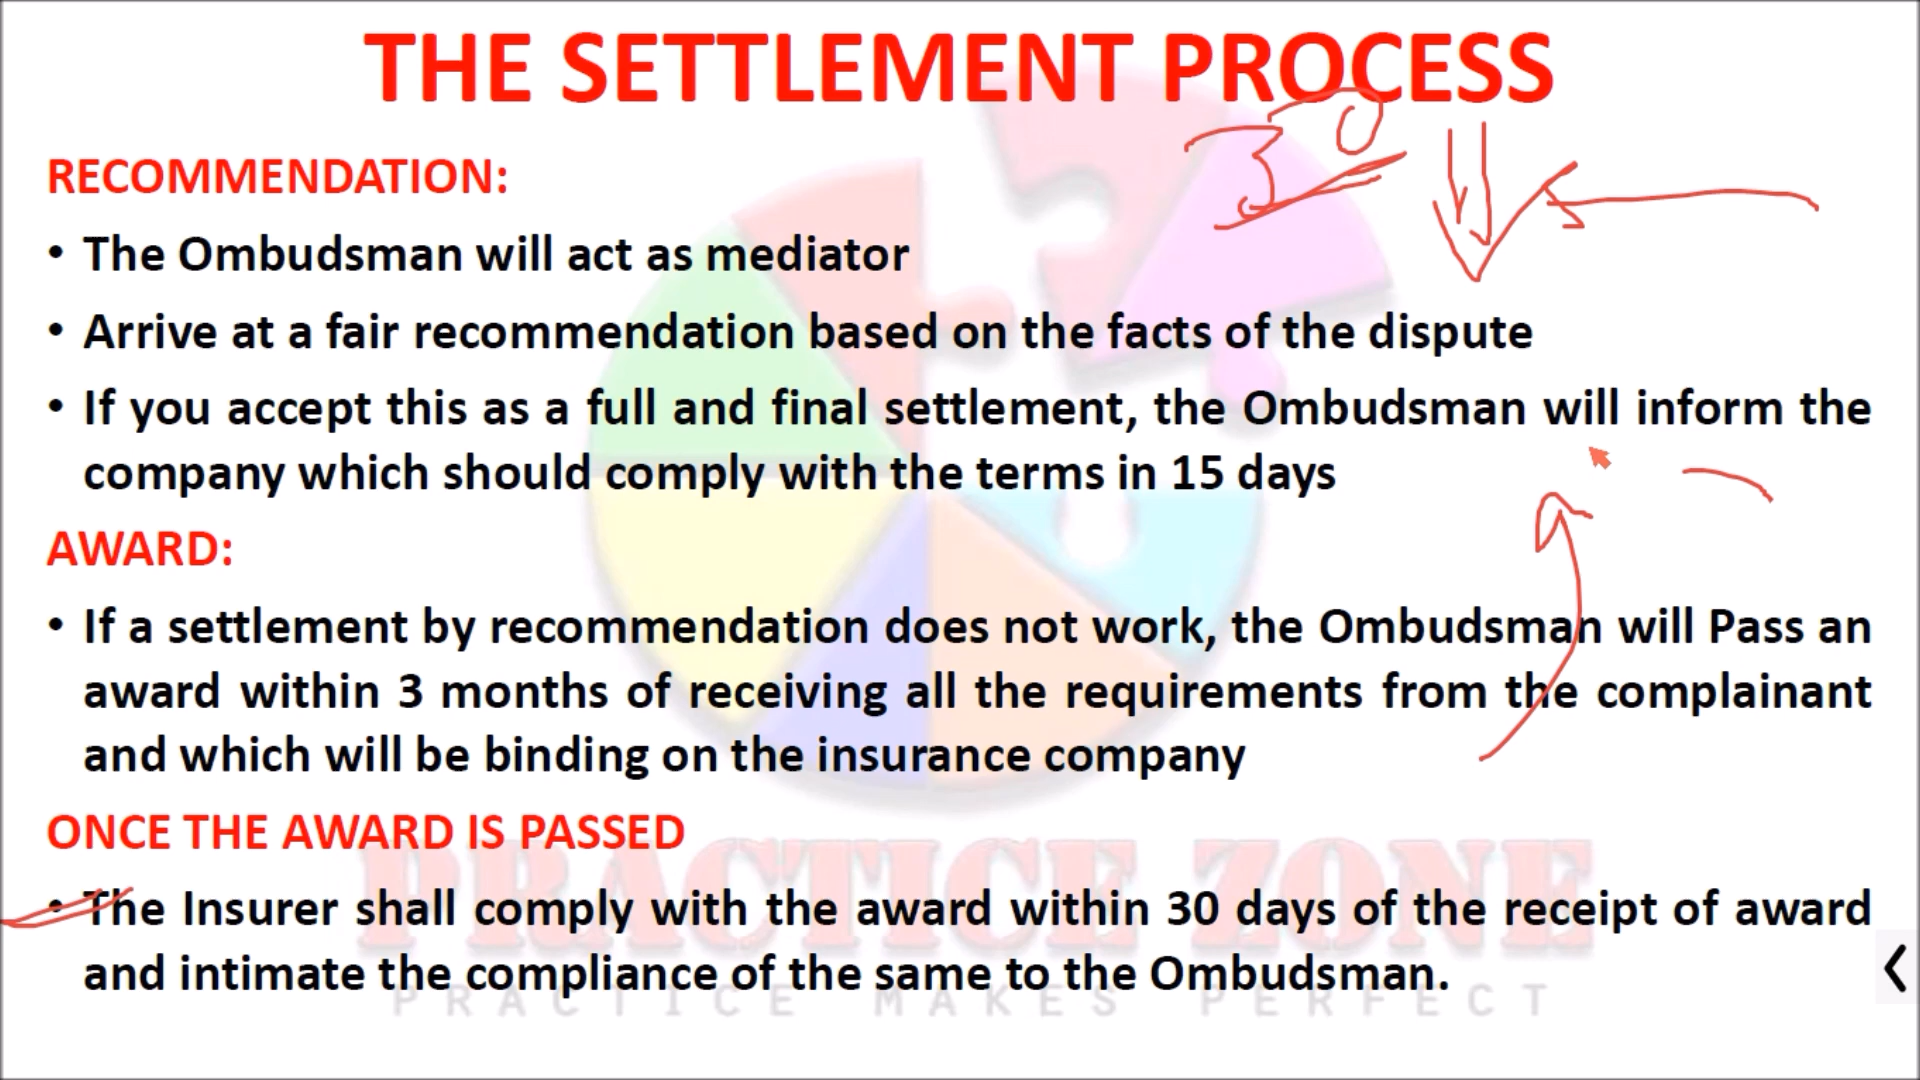 THE SETTLEMENT PROCESS
30
RECOMMENDATION:
• The Ombudsman will act as mediator
• Arrive at a fair recommendation based on the facts of the dispute
• If you accept this as a full and final settlement, the Ombudsman will inform the
company which should comply with the terms in 15 days
AWARD:
• If a settlement by recommendation does not work, the Ombudsman will Pass an
award within 3 months of receiving all the requirements from the complainant
and which will be binding on the insurance company
ONCE THE AWARD IS PASSED
• The Insurer shall comply with the award within 30 days of the receipt of award
and intimate the compliance of the same to the Ombudsman.
PRACTICE ZONE
PRACTICE MAKES PERFECT